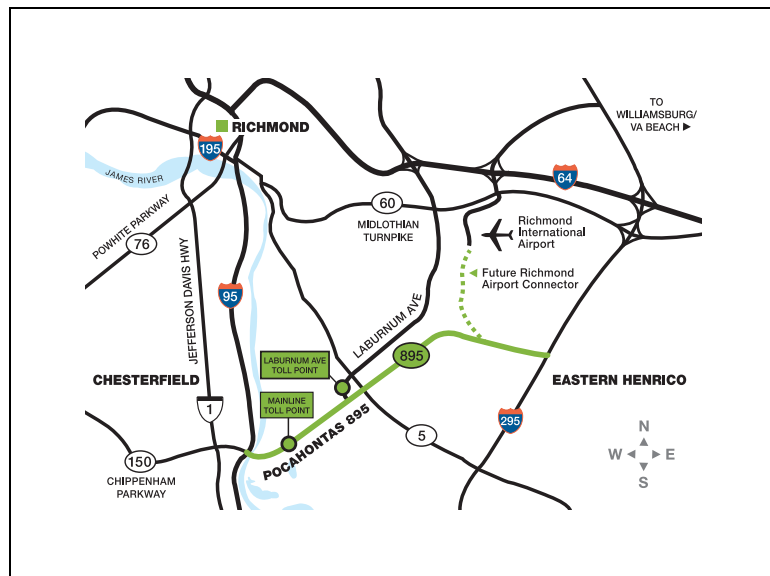 TO
WILLIAMSBURG/
VA BEACH ►
RICHMOND
195
JAMES RIVER
64
60
MIDLOTHIAN
TURNPIKE
POWHITE PARKWAY
76
Richmond
International
Airport
Future Richmond
Airport Connector
95
JEFFERSON DAVIS HWY
LABURNUM AVE
895
LABURNUM AVE
TOLL POINT
CHESTERFIELD
EASTERN HENRICO
MAINLINE
TOLL POINT
1
POCAHONTAS 895
5
295
N
W E
S
150
CHIPPENHAM
PARKWAY